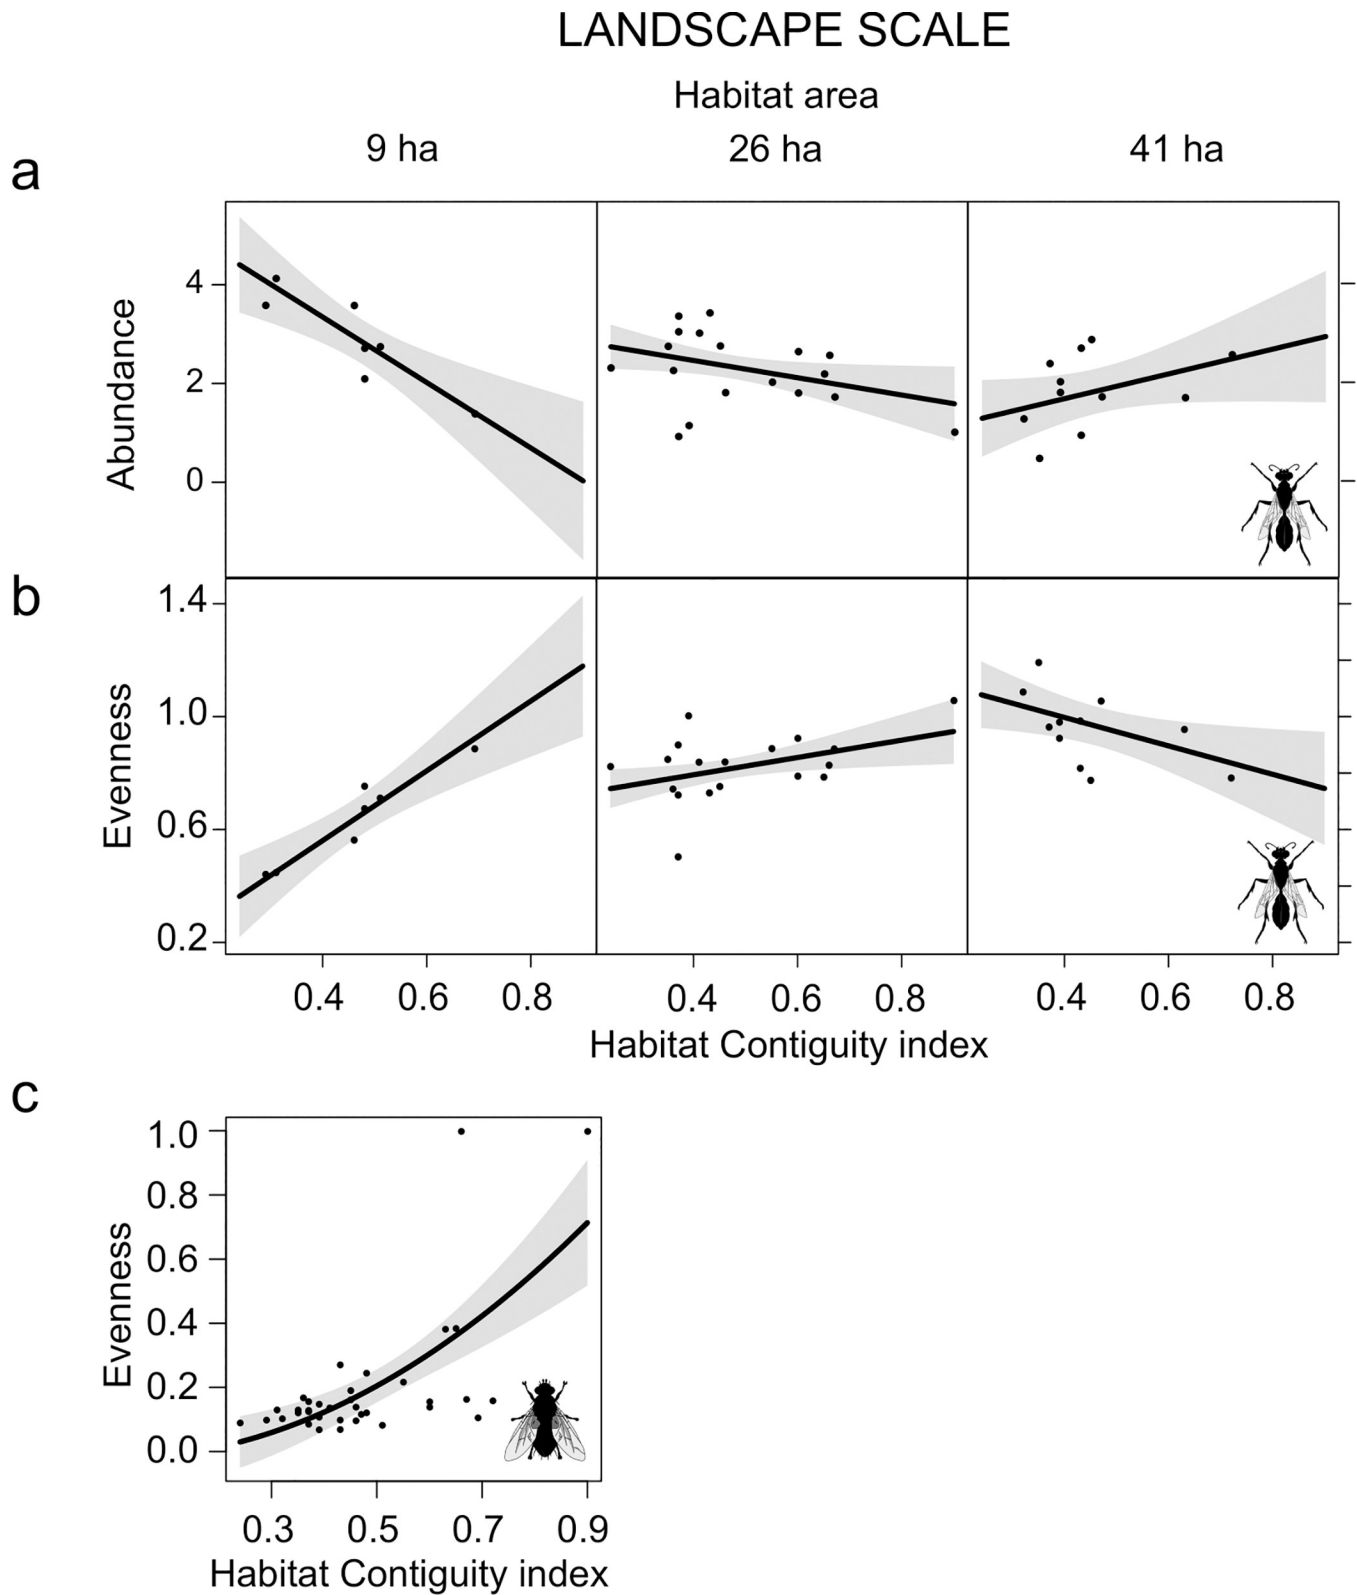 LANDSCAPE SCALE
Habitat area
9 ha 26 ha 41 ha
a
Abundance
4
2
0
b
Evenness
1.4
1.0
0.6
0.2
0.4 0.6 0.8 0.4 0.6 0.8 0.4 0.6 0.8
Habitat Contiguity index
c
Evenness
1.0
0.8
0.6
0.4
0.2
0.0
0.3 0.5 0.7 0.9
Habitat Contiguity index